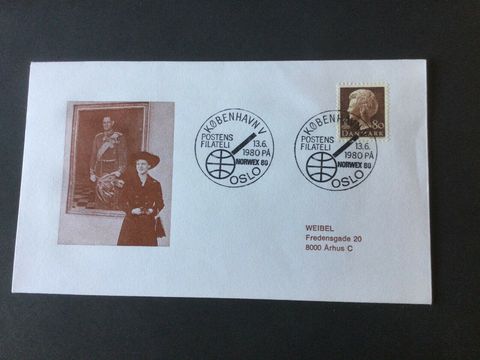 KØBENHAVN V
POSTENS
FILATELI
13.6.
1980 PÅ
NORWEX 80
OSLO
KØBENHAVN V
POSTENS
FILATELI
13.6.
1980 PÅ
NORWEX 80
OSLO
80
DANMARK
WEIBEL
Fredensgade 20
8000 Århus C